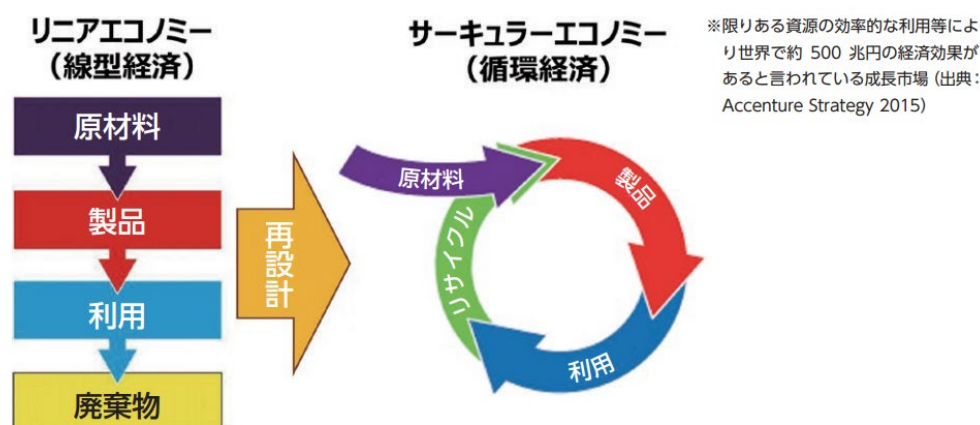 リニアエコノミー
（線型経済）
原材料
製品
利用
廃棄物
再設計
サーキュラーエコノミー
（循環経済）
原材料
製品
利用
リサイクル
※限りある資源の効率的な利用等によ
り世界で約 500 兆円の経済効果が
あると言われている成長市場（出典：
Accenture Strategy 2015）